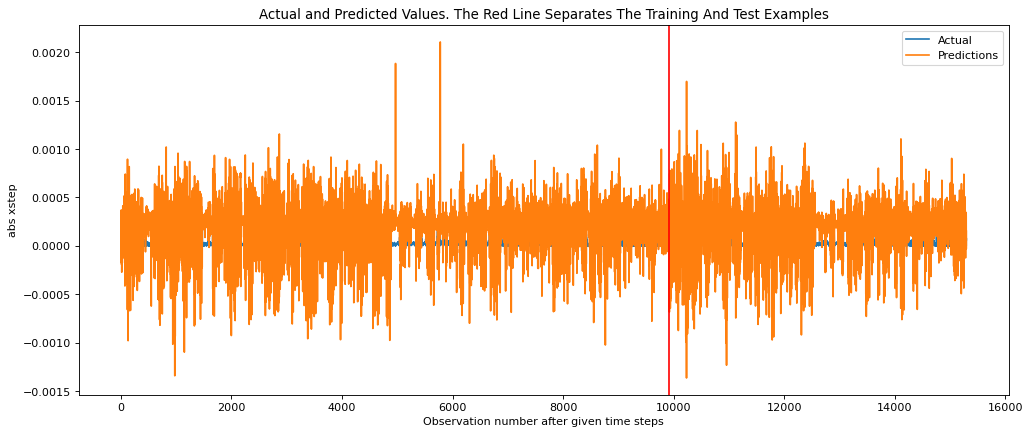 Actual and Predicted Values. The Red Line Separates The Training And Test Examples
Actual
Predictions
0.0020
0.0015
0.0010
0.0005
0.0000
−0.0005
−0.0010
−0.0015
abs xstep
0 2000 4000 6000 8000 10000 12000 14000 16000
Observation number after given time steps